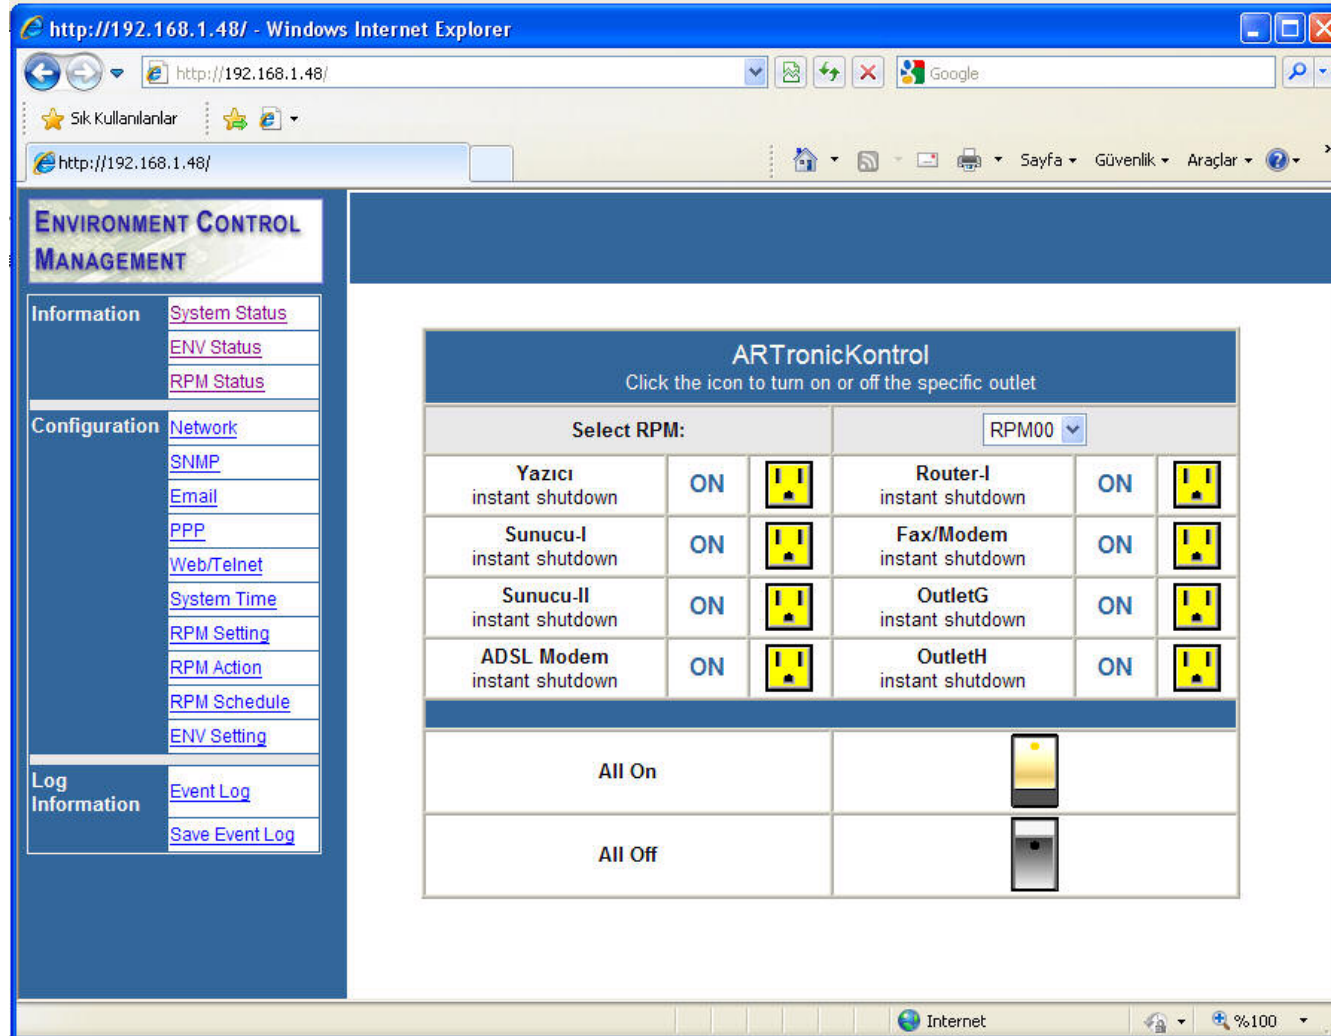 http://192.168.1.48/ - Windows Internet Explorer
http://192.168.1.48/
Google
Sık Kullanılanlar
http://192.168.1.48/
Sayfa Güvenlik Araçlar
ENVIRONMENT CONTROL
MANAGEMENT
Information
System Status
ENV Status
RPM Status
Configuration
Network
SNMP
Email
PPP
Web/Telnet
System Time
RPM Setting
RPM Action
RPM Schedule
ENV Setting
Log
Information
Event Log
Save Event Log
ARTronicKontrol
Click the icon to turn on or off the specific outlet
Select RPM: RPM00
Yazıcı
instant shutdown
ON
Router-I
instant shutdown
ON
Sunucu-I
instant shutdown
ON
Fax/Modem
instant shutdown
ON
Sunucu-II
instant shutdown
ON
OutletG
instant shutdown
ON
ADSL Modem
instant shutdown
ON
OutletH
instant shutdown
ON
All On
All Off
Internet
%100